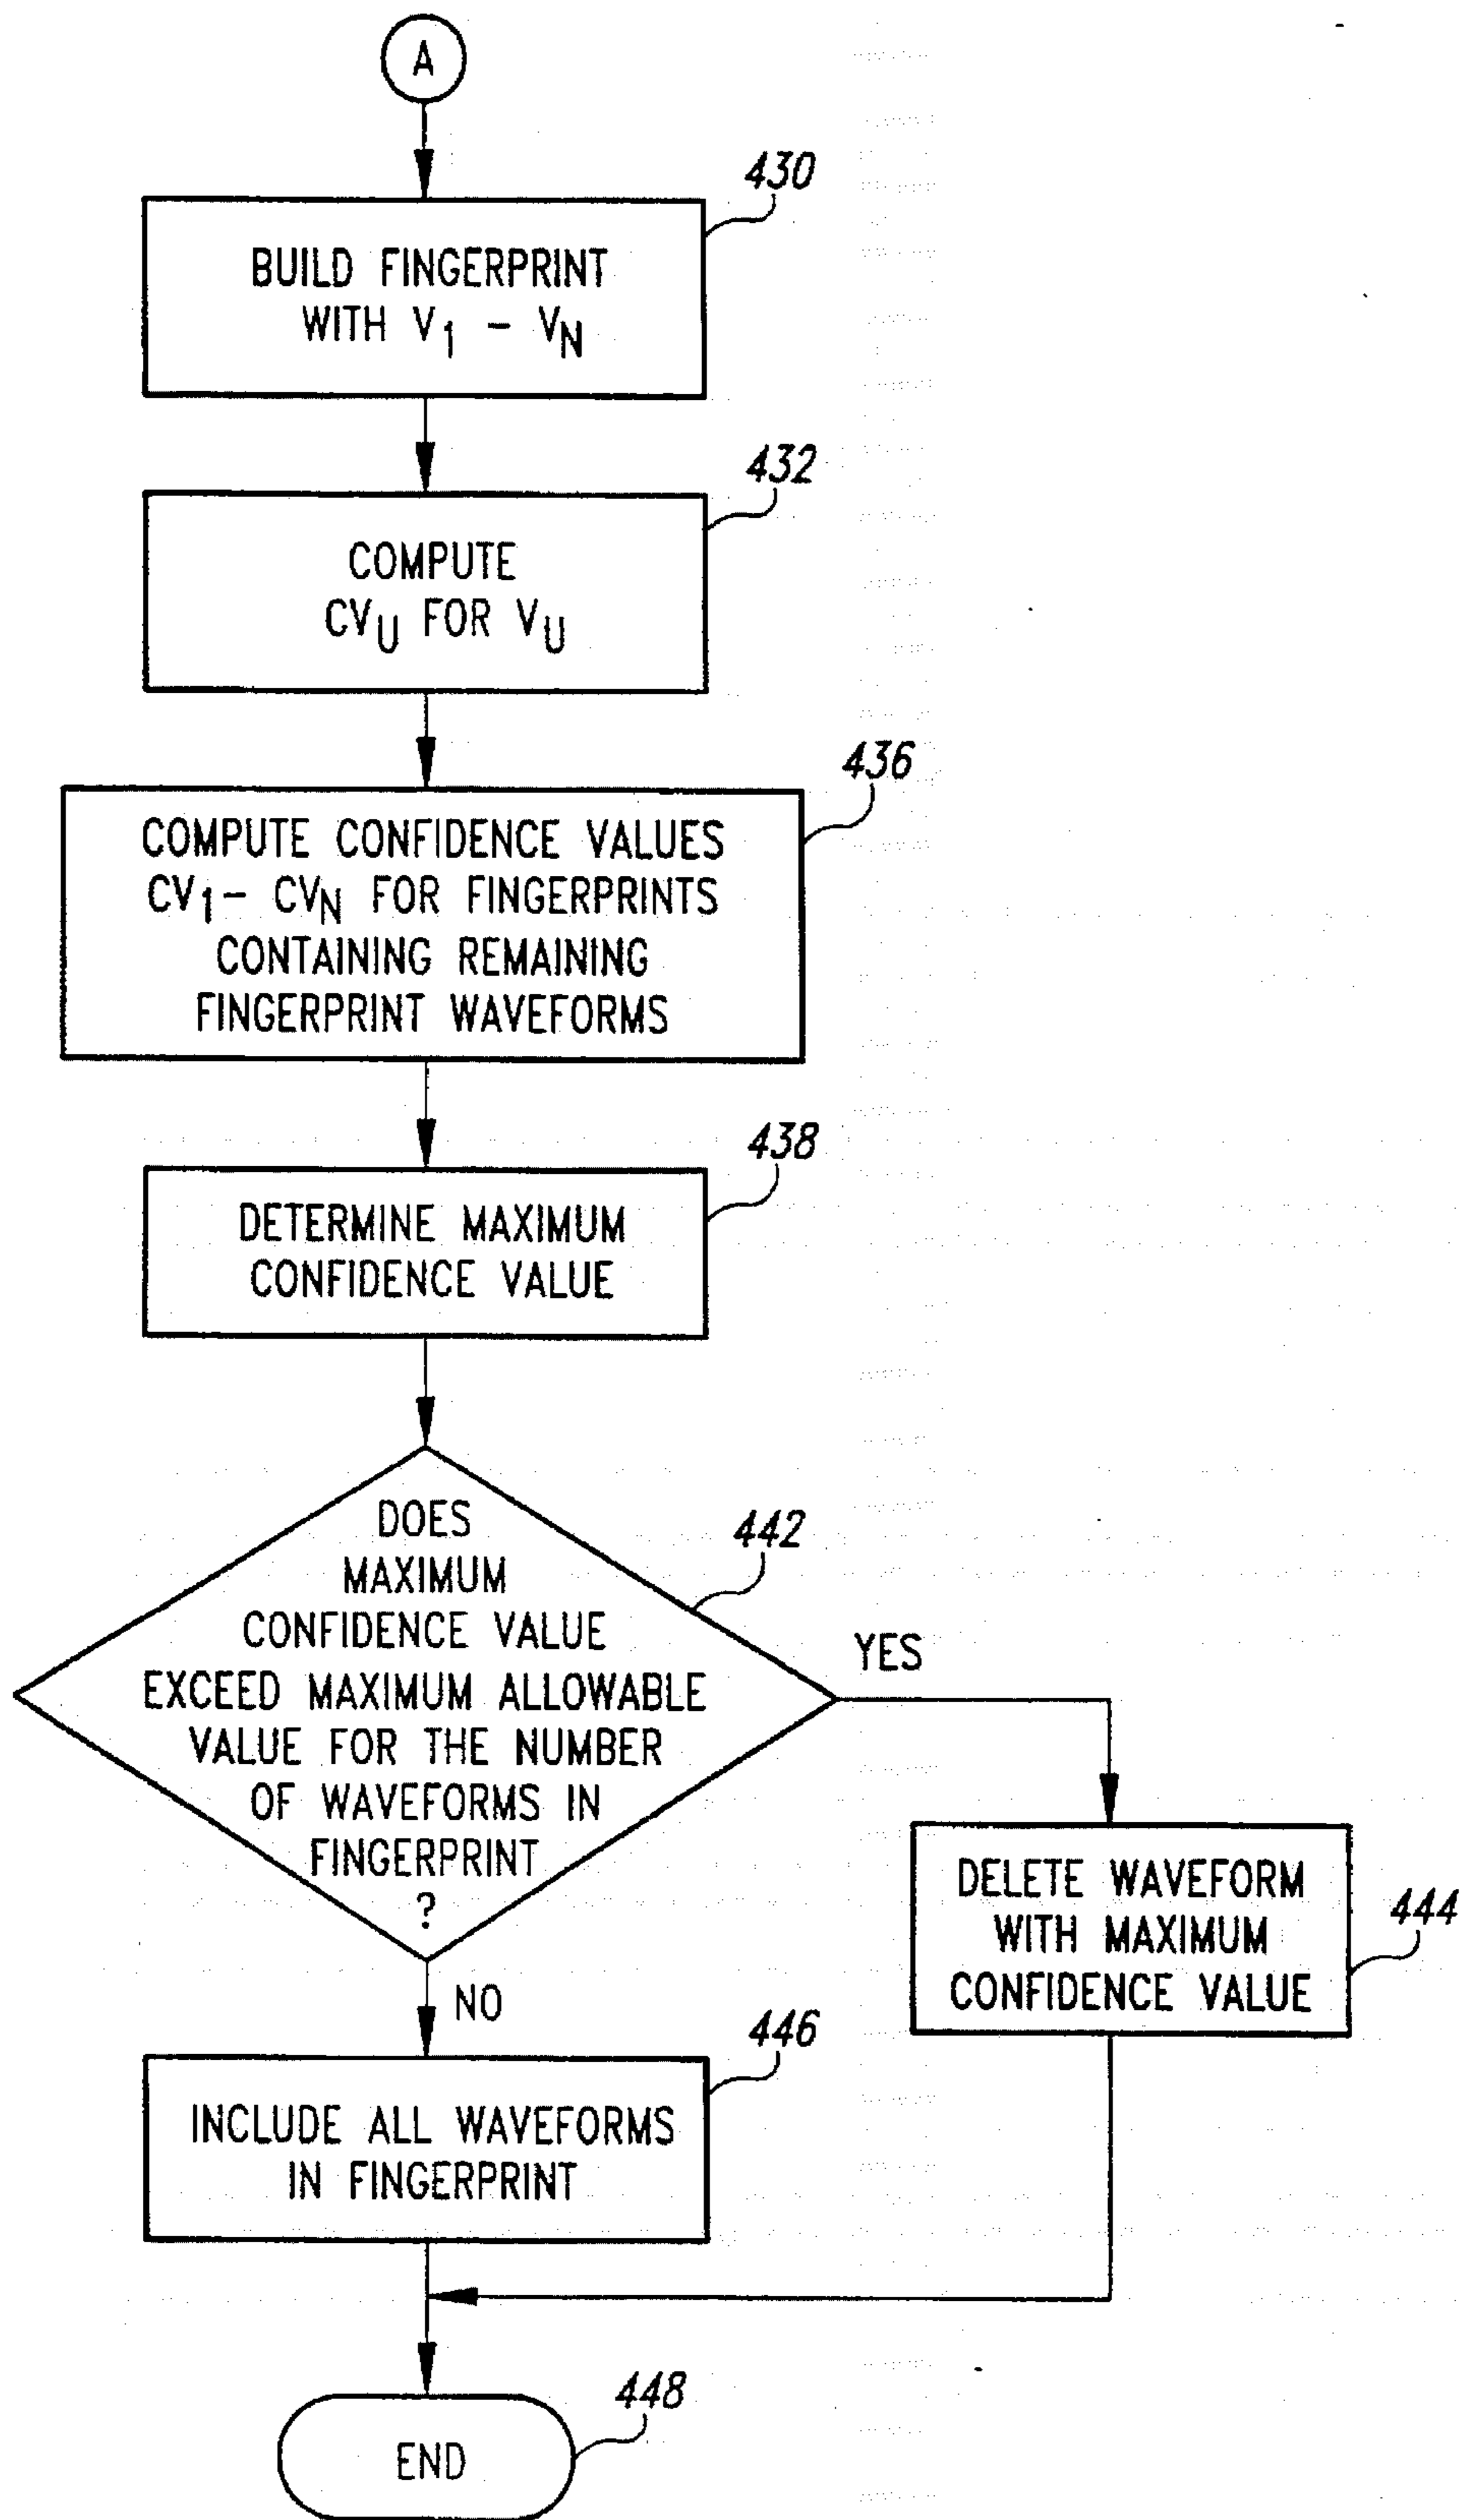 A
430
BUILD FINGERPRINT
WITH V1 - VN
432
COMPUTE
CVU FOR VU
436
COMPUTE CONFIDENCE VALUES
CV1- CVN FOR FINGERPRINTS
CONTAINING REMAINING
FINGERPRINT WAVEFORMS
438
DETERMINE MAXIMUM
CONFIDENCE VALUE
442
DOES
MAXIMUM
CONFIDENCE VALUE
EXCEED MAXIMUM ALLOWABLE
VALUE FOR THE NUMBER
OF WAVEFORMS IN
FINGERPRINT
?
YES
444
DELETE WAVEFORM
WITH MAXIMUM
CONFIDENCE VALUE
NO
446
INCLUDE ALL WAVEFORMS
IN FINGERPRINT
448
END